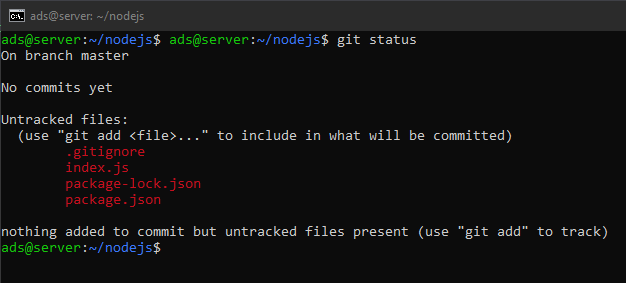 ads@server: ~/nodejs
ads@server:~/nodejs$ ads@server:~/nodejs$ git status
On branch master
No commits yet
Untracked files:
(use "git add <file>..." to include in what will be committed)
.gitignore
index.js
package-lock.json
package.json
nothing added to commit but untracked files present (use "git add" to track)
ads@server:~/nodejs$